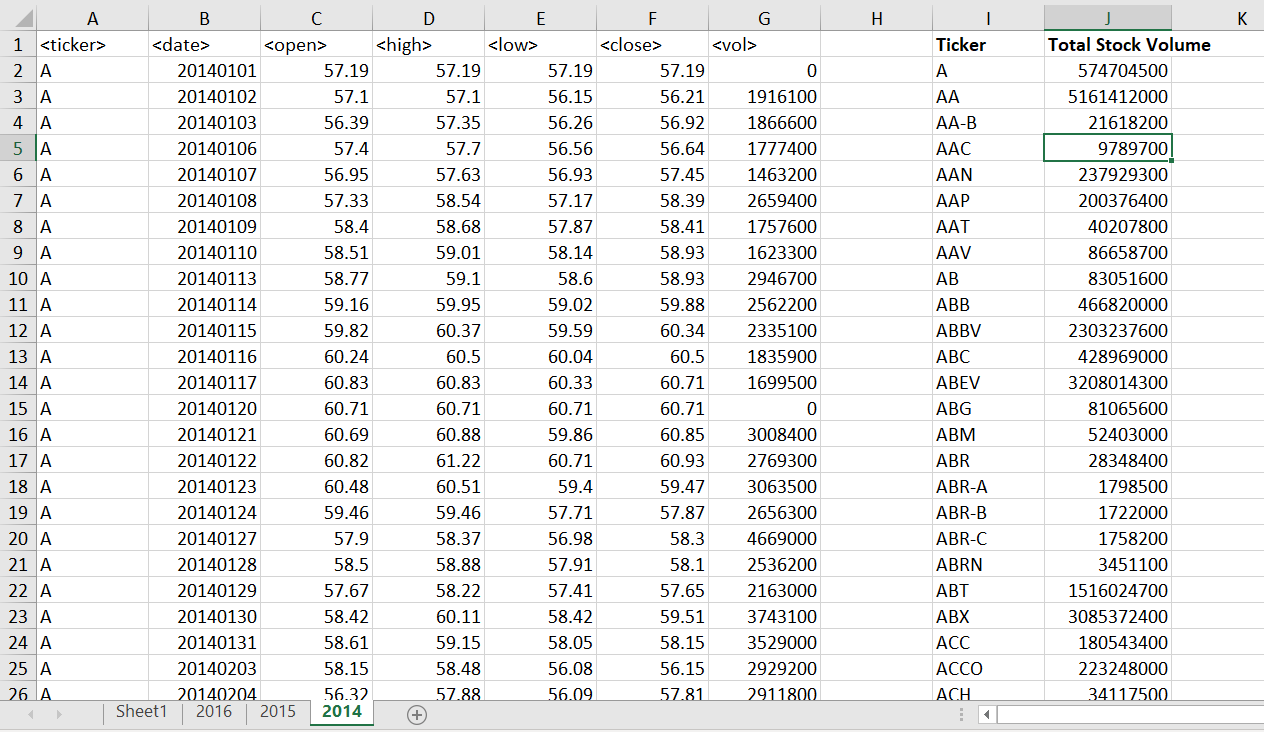 A B C D E F G H I J K
1 <ticker> <date> <open> <high> <low> <close> <vol> Ticker Total Stock Volume
2 A 20140101 57.19 57.19 57.19 57.19 0 A 574704500
3 A 20140102 57.1 57.1 56.15 56.21 1916100 AA 5161412000
4 A 20140103 56.39 57.35 56.26 56.92 1866600 AA-B 21618200
5 A 20140106 57.4 57.7 56.56 56.64 1777400 AAC 9789700
6 A 20140107 56.95 57.63 56.93 57.45 1463200 AAN 237929300
7 A 20140108 57.33 58.54 57.17 58.39 2659400 AAP 200376400
8 A 20140109 58.4 58.68 57.87 58.41 1757600 AAT 40207800
9 A 20140110 58.51 59.01 58.14 58.93 1623300 AAV 86658700
10 A 20140113 58.77 59.1 58.6 58.93 2946700 AB 83051600
11 A 20140114 59.16 59.95 59.02 59.88 2562200 ABB 466820000
12 A 20140115 59.82 60.37 59.59 60.34 2335100 ABBV 2303237600
13 A 20140116 60.24 60.5 60.04 60.5 1835900 ABC 428969000
14 A 20140117 60.83 60.83 60.33 60.71 1699500 ABEV 3208014300
15 A 20140120 60.71 60.71 60.71 60.71 0 ABG 81065600
16 A 20140121 60.69 60.88 59.86 60.85 3008400 ABM 52403000
17 A 20140122 60.82 61.22 60.71 60.93 2769300 ABR 28348400
18 A 20140123 60.48 60.51 59.4 59.47 3063500 ABR-A 1798500
19 A 20140124 59.46 59.46 57.71 57.87 2656300 ABR-B 1722000
20 A 20140127 57.9 58.37 56.98 58.3 4669000 ABR-C 1758200
21 A 20140128 58.5 58.88 57.91 58.1 2536200 ABRN 3451100
22 A 20140129 57.67 58.22 57.41 57.65 2163000 ABT 1516024700
23 A 20140130 58.42 60.11 58.42 59.51 3743100 ABX 3085372400
24 A 20140131 58.61 59.15 58.05 58.15 3529000 ACC 180543400
25 A 20140203 58.15 58.48 56.08 56.15 2929200 ACCO 223248000
26 A 20140204 56.32 57.88 56.09 57.81 2911800 ACH 34117500
Sheet1 2016 2015 2014